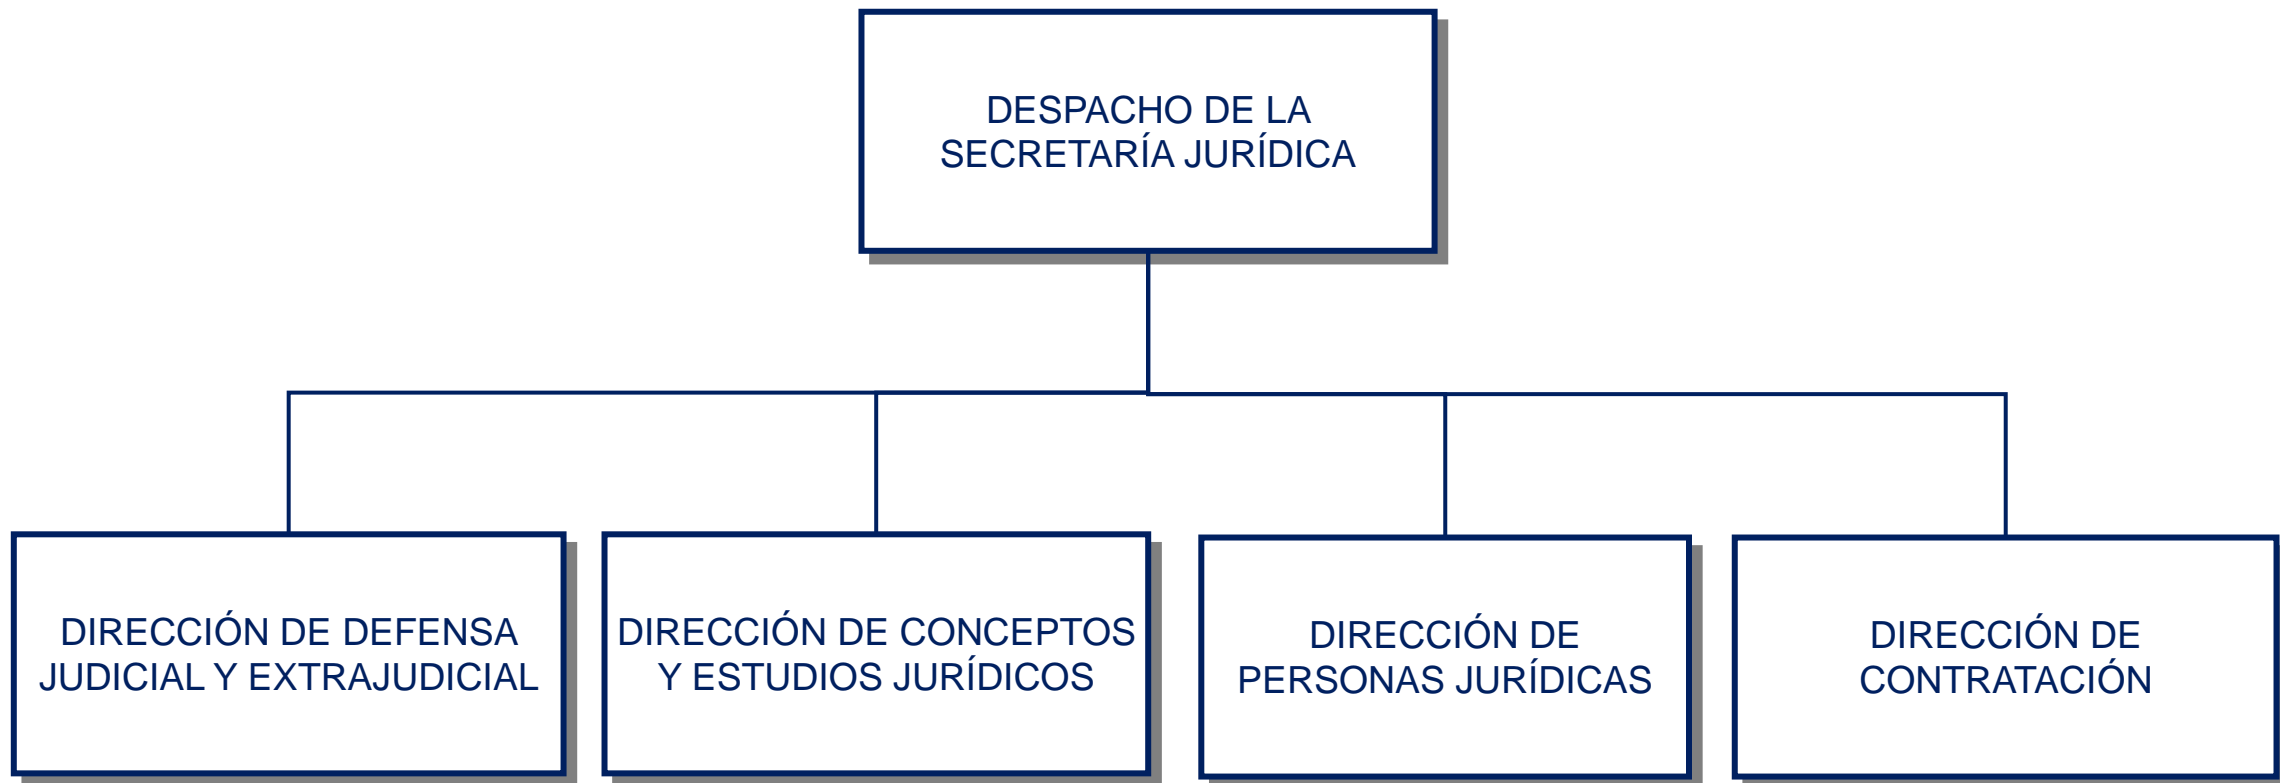 DESPACHO DE LA
SECRETARÍA JURÍDICA
DIRECCIÓN DE DEFENSA
JUDICIAL Y EXTRAJUDICIAL
DIRECCIÓN DE CONCEPTOS
Y ESTUDIOS JURÍDICOS
DIRECCIÓN DE
PERSONAS JURÍDICAS
DIRECCIÓN DE
CONTRATACIÓN